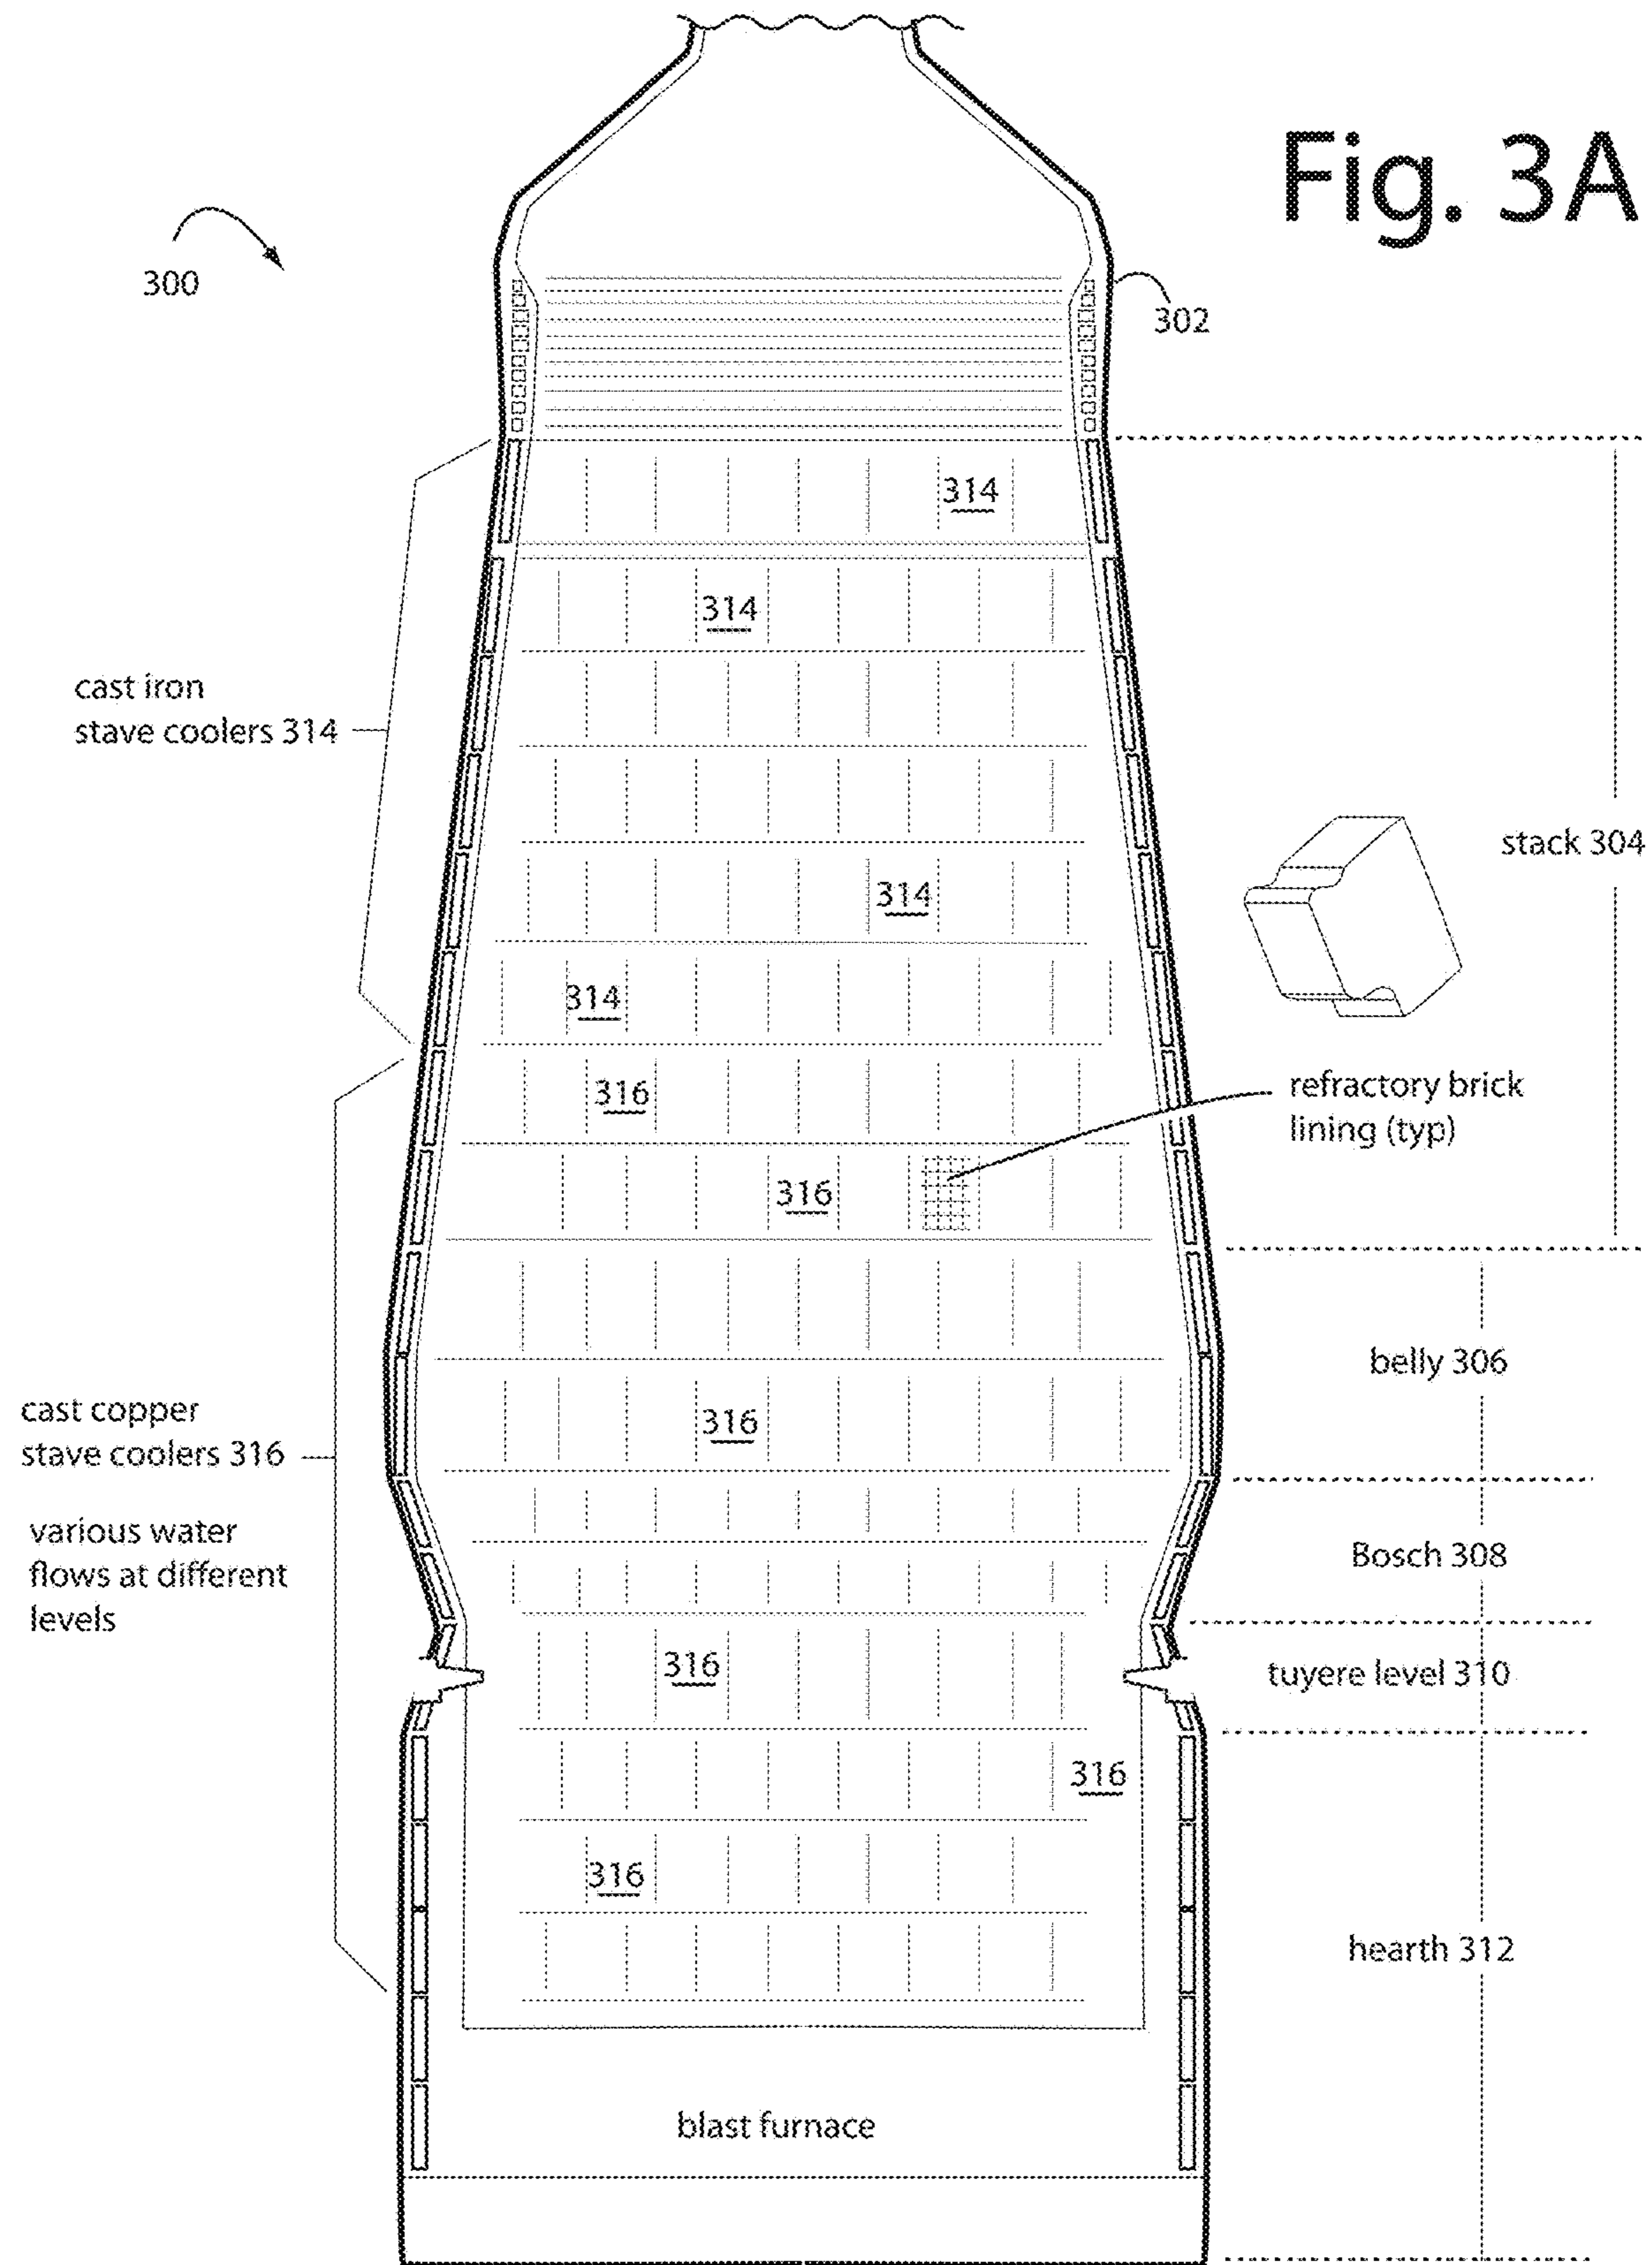 Fig. 3A
300
302
314
314
cast iron
stave coolers 314
stack 304
314
314
316
refractory brick
lining (typ)
316
belly 306
cast copper
stave coolers 316
316
various water
flows at different
levels
Bosch 308
316
tuyere level 310
316
316
hearth 312
blast furnace